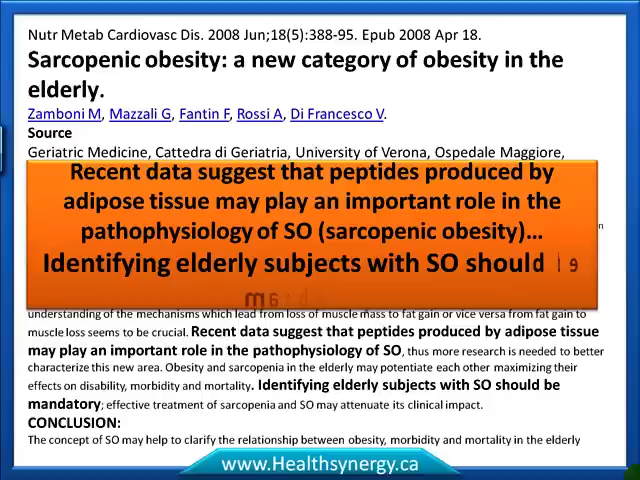 Nutr Metab Cardiovasc Dis. 2008 Jun;18(5):388-95. Epub 2008 Apr 18.
Sarcopenic obesity: a new category of obesity in the
elderly.
Zamboni M, Mazzali G, Fantin F, Rossi A, Di Francesco V.
Source
Geriatric Medicine, Cattedra di Geriatria, University of Verona, Ospedale Maggiore,
Recent data suggest that peptides produced by
adipose tissue may play an important role in the
pathophysiology of SO (sarcopenic obesity)...
Identifying elderly subjects with SO should
understanding of the mechanisms which lead from loss of muscle mass to fat gain or vice versa from fat gain to
muscle loss seems to be crucial. Recent data suggest that peptides produced by adipose tissue
may play an important role in the pathophysiology of SO, thus more research is needed to better
characterize this new area. Obesity and sarcopenia in the elderly may potentiate each other maximizing their
effects on disability, morbidity and mortality. Identifying elderly subjects with SO should be
mandatory; effective treatment of sarcopenia and SO may attenuate its clinical impact.
CONCLUSION:
The concept of SO may help to clarify the relationship between obesity, morbidity and mortality in the elderly
www.Healthsynergy.ca